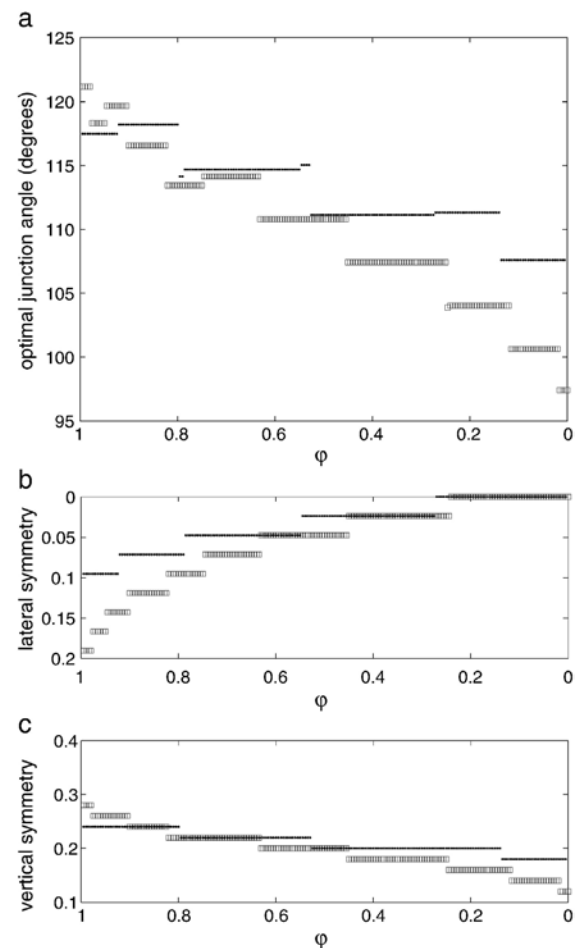 a
125
120
115
110
105
100
95
optimal junction angle (degrees)
1 0.8 0.6 0.4 0.2 0
φ
b
0
0.05
0.1
0.15
0.2
lateral symmetry
1 0.8 0.6 0.4 0.2 0
φ
c
0.4
0.3
0.2
0.1
vertical symmetry
1 0.8 0.6 0.4 0.2 0
φ